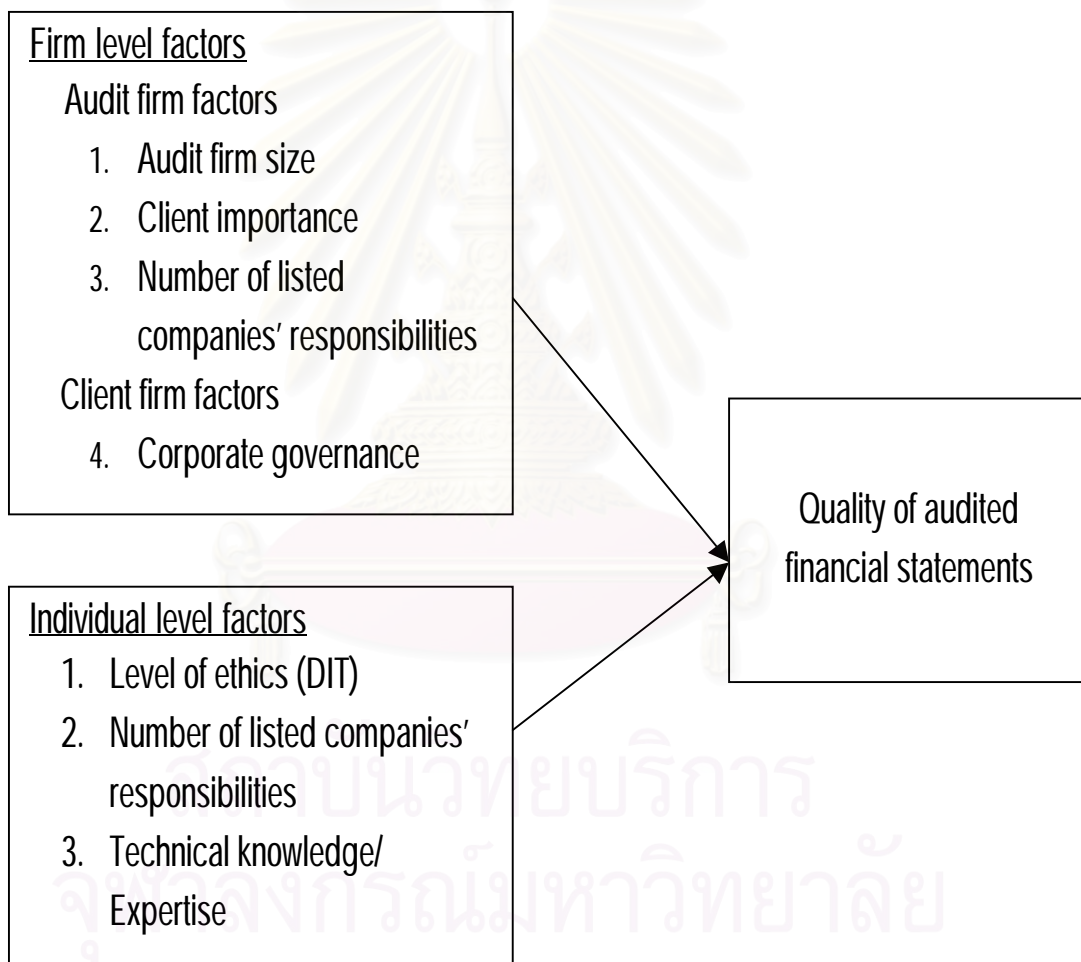 Firm level factors
Audit firm factors
1. Audit firm size
2. Client importance
3. Number of listed
companies’ responsibilities
Client firm factors
4. Corporate governance
Quality of audited
financial statements
Individual level factors
1. Level of ethics (DIT)
2. Number of listed companies’
responsibilities
3. Technical knowledge/
Expertise
สถาบันวิทยบริการ
จุฬาลงกรณ์มหาวิทยาลัย